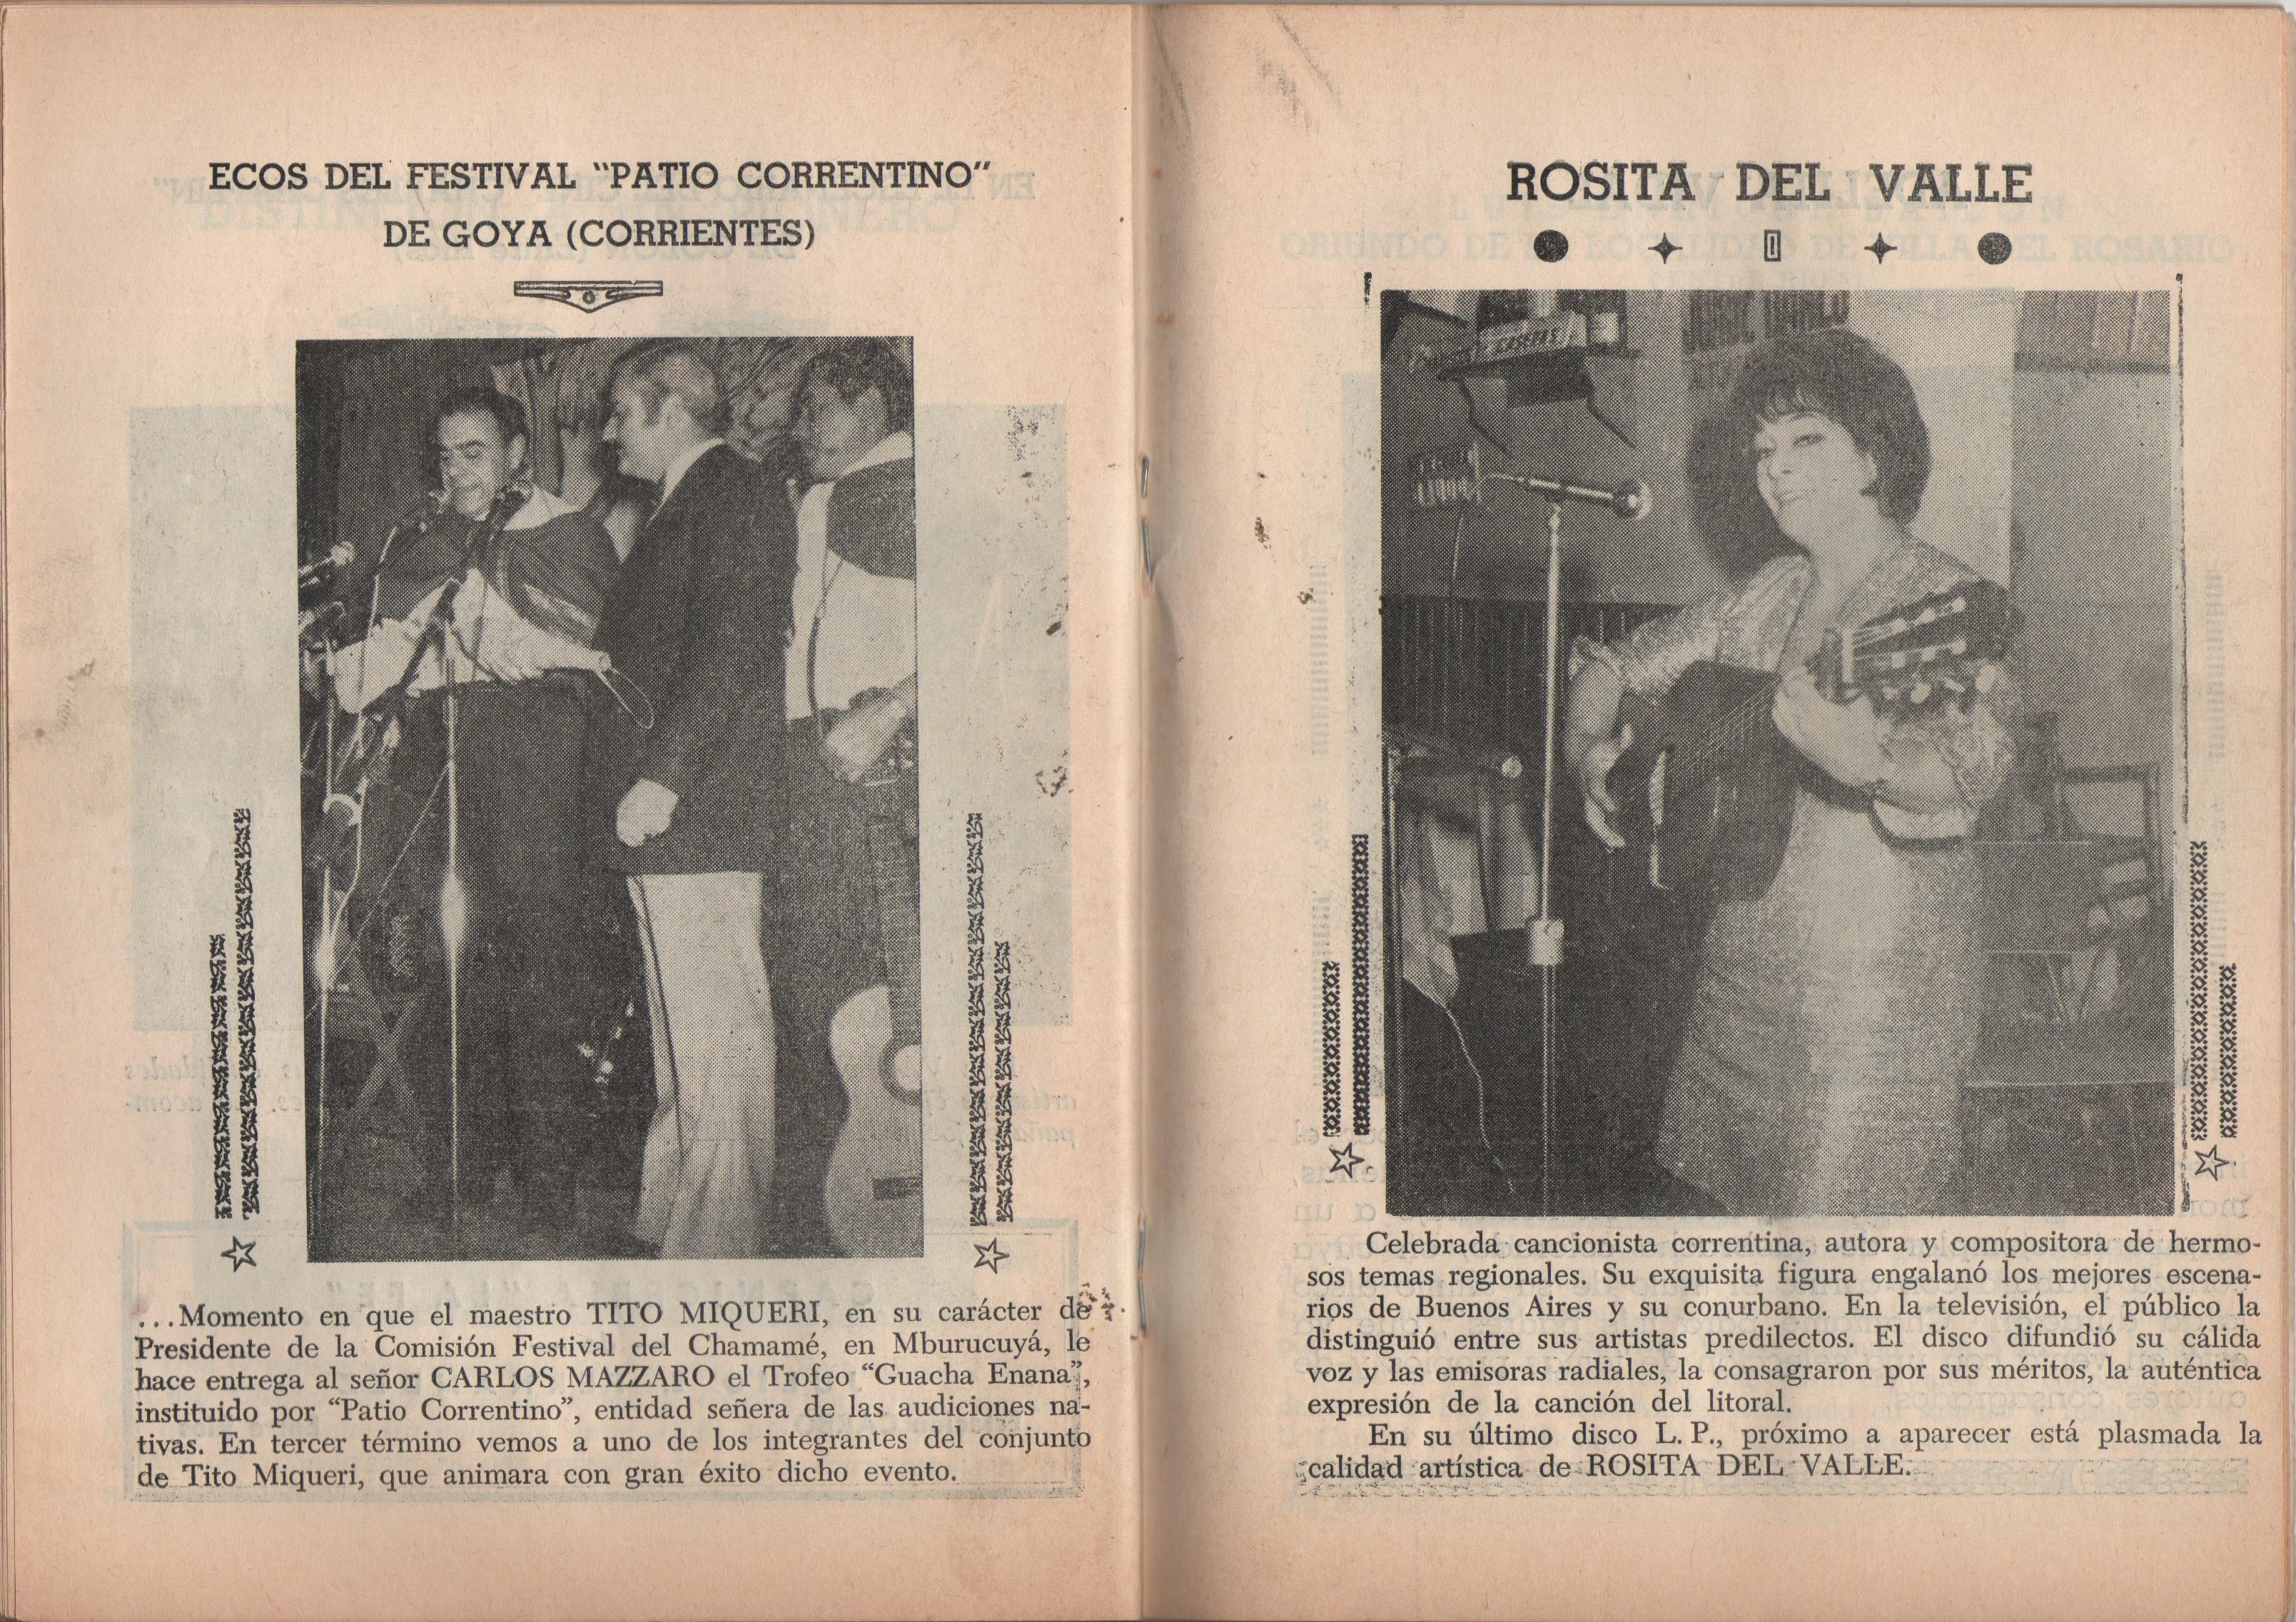 ECOS DEL FESTIVAL "PATIO CORRENTINO"
DE GOYA (CORRIENTES)
...Momento en que el maestro TITO MIQUERI, en su carácter de
Presidente de la Comisión Festival del Chamamé, en Mburucuyá, le
hace entrega al señor CARLOS MAZZARO el Trofeo "Guacha Enana",
instituido por "Patio Correntino", entidad señera de las audiciones na-
tivas. En tercer término vemos a uno de los integrantes del conjunto
de Tito Miqueri, que animara con gran éxito dicho evento.
ROSITA DEL VALLE
CASETAS
Celebrada cancionista correntina, autora y compositora de hermo-
sos temas regionales. Su exquisita figura engalanó los mejores escena-
rios de Buenos Aires y su conurbano. En la televisión, el público la
distinguió entre sus artistas predilectos. El disco difundió su cálida
voz y las emisoras radiales, la consagraron por sus méritos, la auténtica
expresión de la canción del litoral.
En su último disco L. P., próximo a aparecer está plasmada la
calidad artística de ROSITA DEL VALLE.